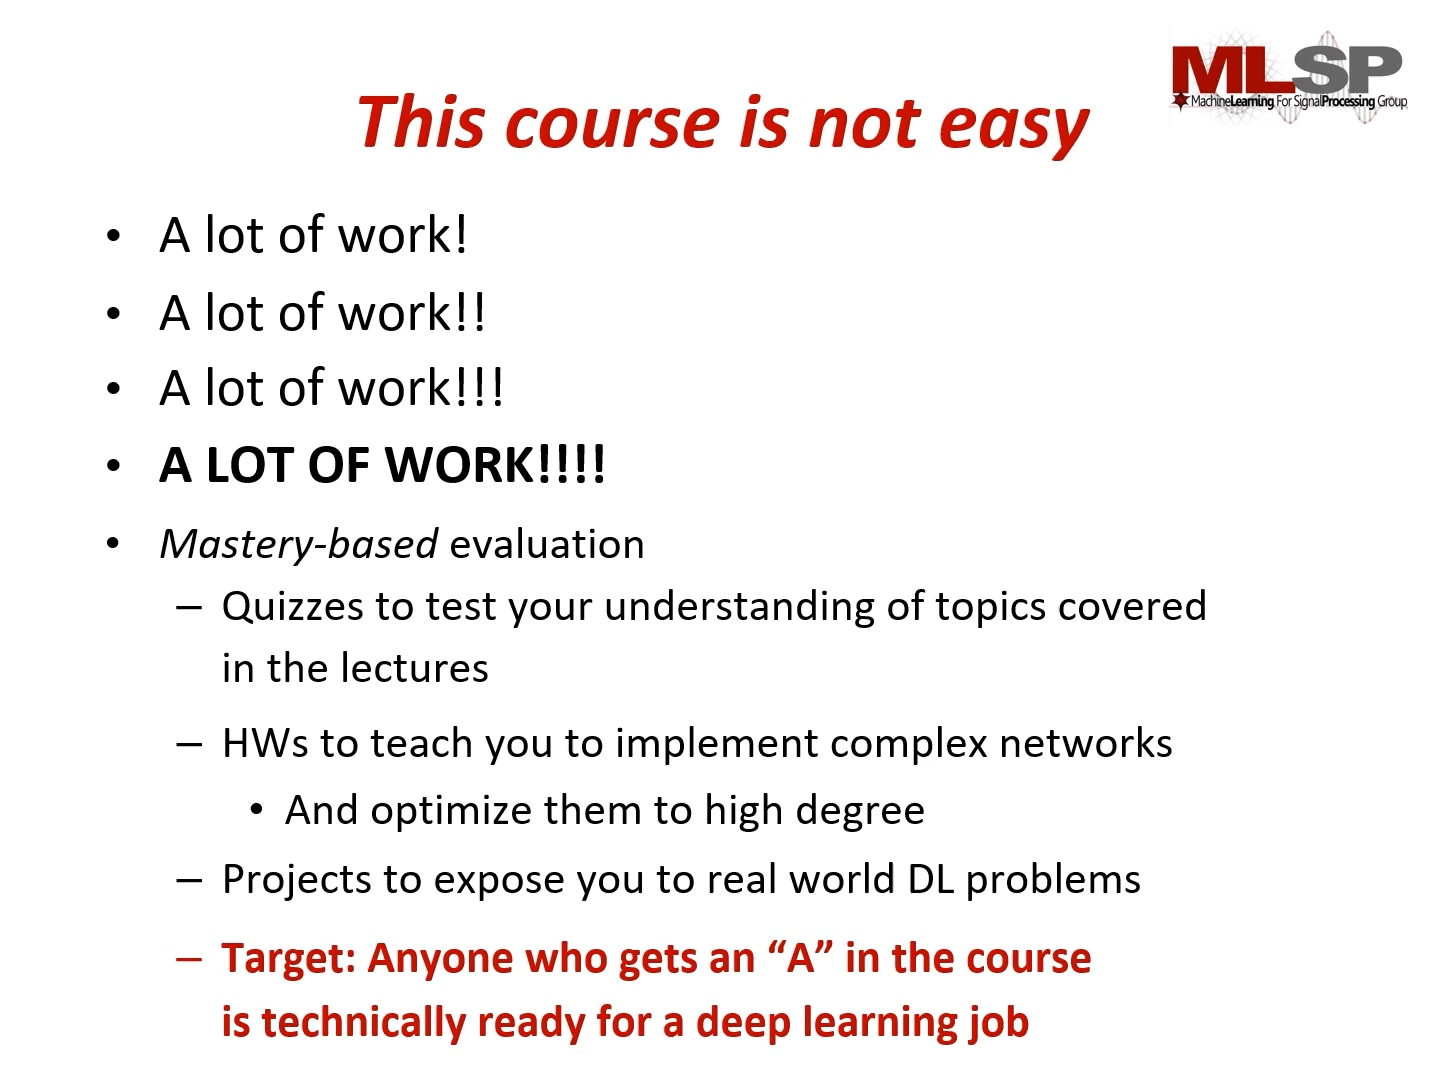 MLSP
MachineLearning For SignalProcessing Group
This course is not easy
• A lot of work!
• A lot of work!!
• A lot of work!!!
• A LOT OF WORK!!!!
• Mastery-based evaluation
– Quizzes to test your understanding of topics covered
in the lectures
– HWs to teach you to implement complex networks
• And optimize them to high degree
– Projects to expose you to real world DL problems
– Target: Anyone who gets an “A” in the course
is technically ready for a deep learning job